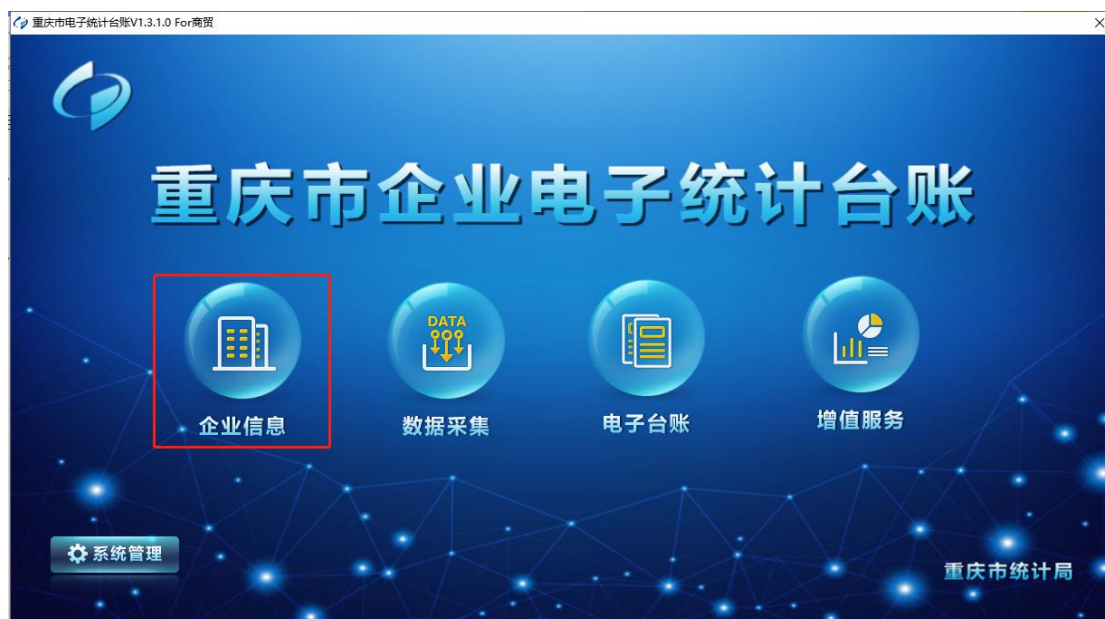 重庆市电子统计台账V1.3.1.0 For商贸
重庆市企业电子统计台账
DATA
企业信息
数据采集
电子台账
增值服务
系统管理
重庆市统计局